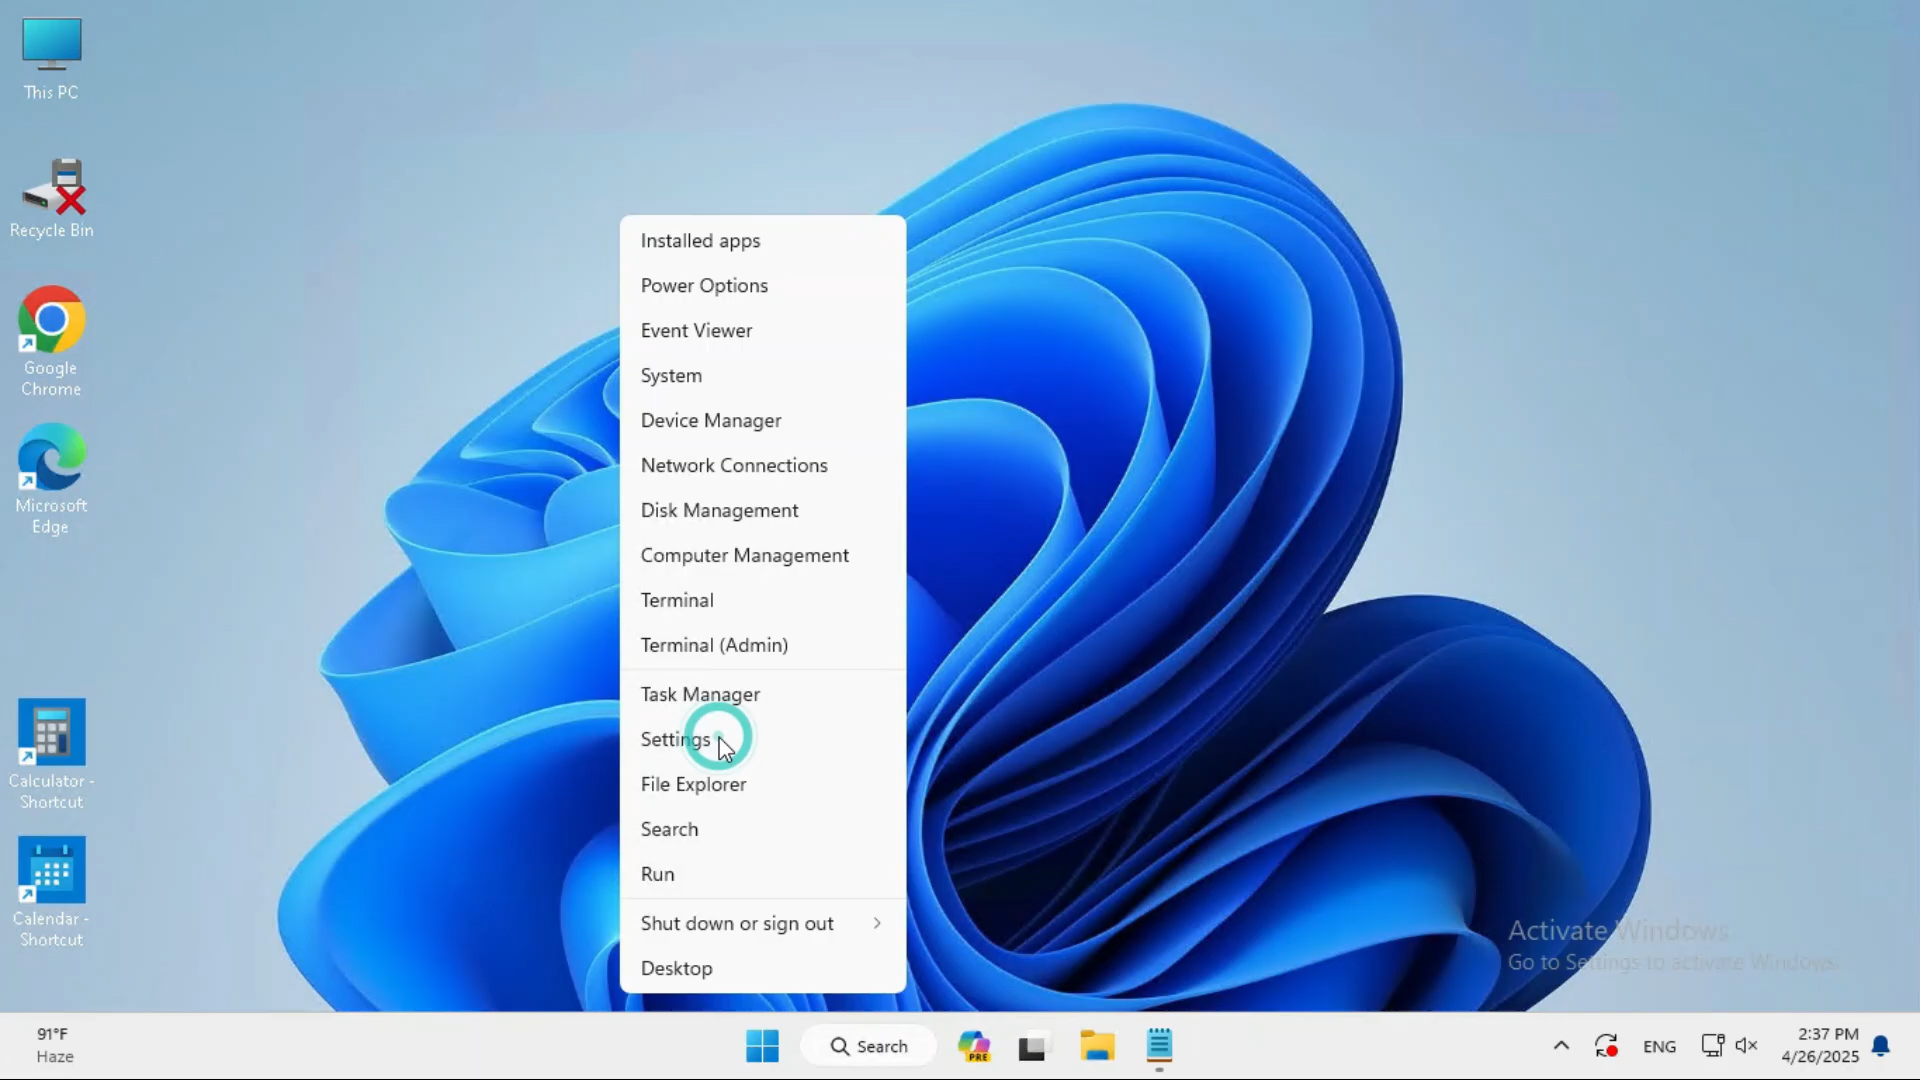 This PC
Recycle Bin
Google
Chrome
Microsoft
Edge
Calculator -
Shortcut
Calendar -
Shortcut
Installed apps
Power Options
Event Viewer
System
Device Manager
Network Connections
Disk Management
Computer Management
Terminal
Terminal (Admin)
Task Manager
Settings
File Explorer
Search
Run
Shut down or sign out
Desktop
Activate Windows
Go to Settings to activate Windows.
91°F
Haze
Search
PRE
ENG
2:37 PM
4/26/2025